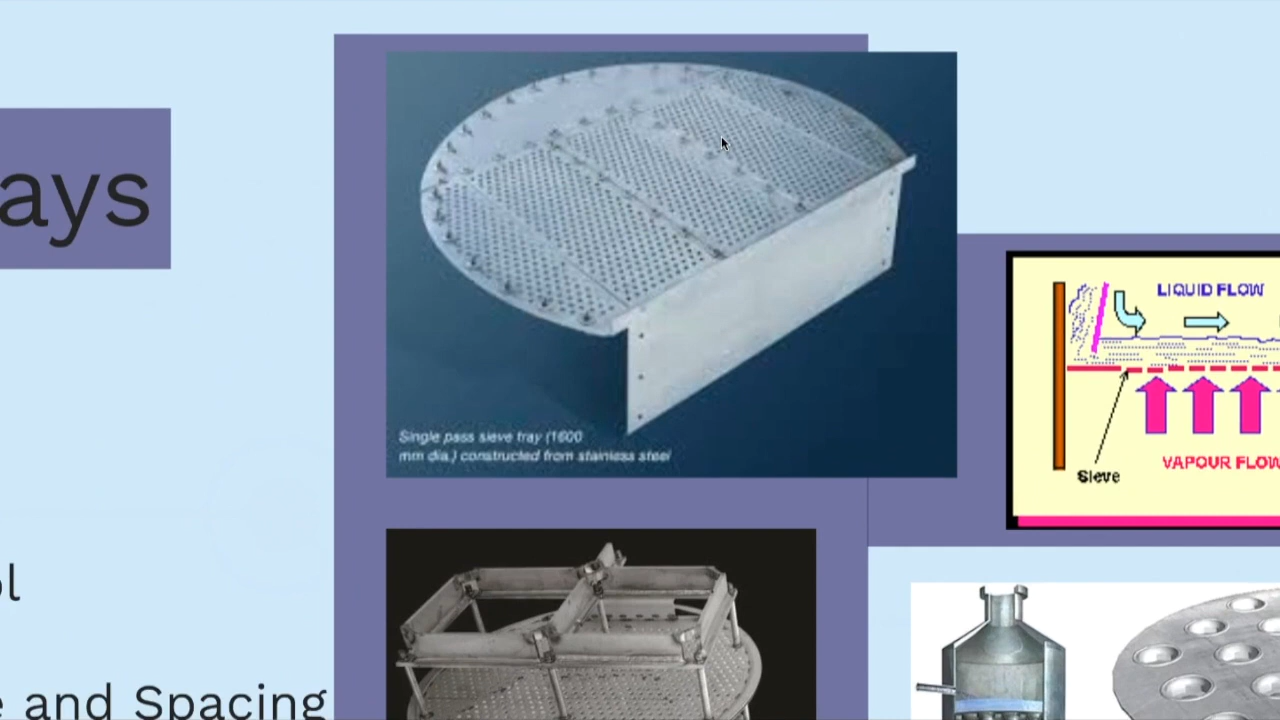 ays
ol
e and Spacing
Single pass sieve tray (1600
mm dia.) constructed from stainless steel
LIQUID FLOW
Sieve
VAPOUR FLOW